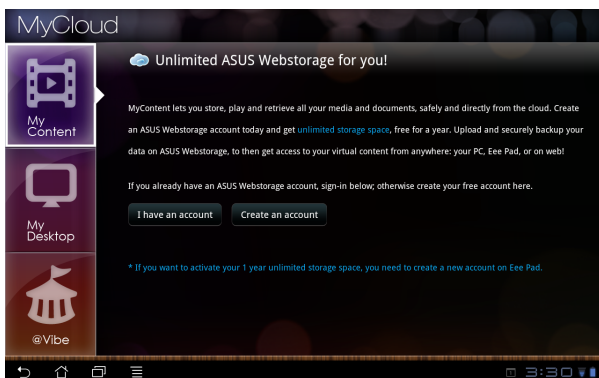 MyCloud
Unlimited ASUS Webstorage for you!
MyContent lets you store, play and retrieve all your media and documents, safely and directly from the cloud. Create
an ASUS Webstorage account today and get unlimited storage space, free for a year. Upload and securely backup your
data on ASUS Webstorage, to then get access to your virtual content from anywhere: your PC, Eee Pad, or on web!
If you already have an ASUS Webstorage account, sign-in below; otherwise create your free account here.
I have an account
Create an account
* If you want to activate your 1 year unlimited storage space, you need to create a new account on Eee Pad.
My
Content
My
Desktop
@Vibe
3:30